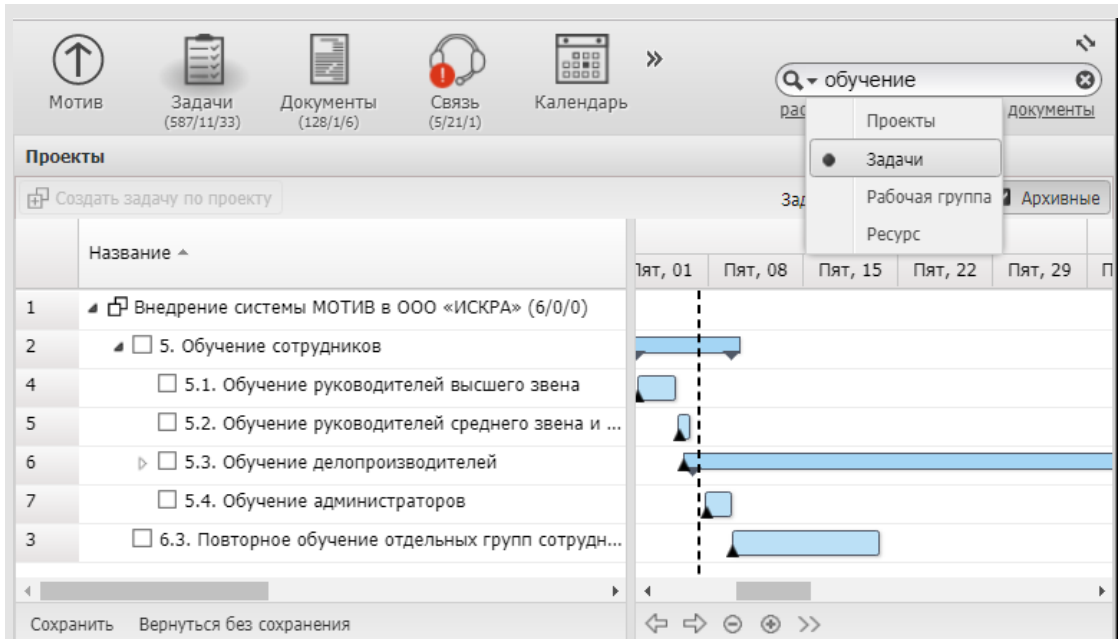 Мотив
Задачи
(587/11/33)
Документы
(128/1/6)
Связь
(5/21/1)
Календарь
»
обучение
документы
Проекты
Задачи
Рабочая группа
Ресурс
Проекты
Создать задачу по проекту
Архивные
Название
Пят, 01 Пят, 08 Пят, 15 Пят, 22 Пят, 29
1 Внедрение системы МОТИВ в ООО «ИСКРА» (6/0/0)
2 5. Обучение сотрудников
4 5.1. Обучение руководителей высшего звена
5 5.2. Обучение руководителей среднего звена и ...
6 5.3. Обучение делопроизводителей
7 5.4. Обучение администраторов
3 6.3. Повторное обучение отдельных групп сотрудн...
Сохранить Вернуться без сохранения